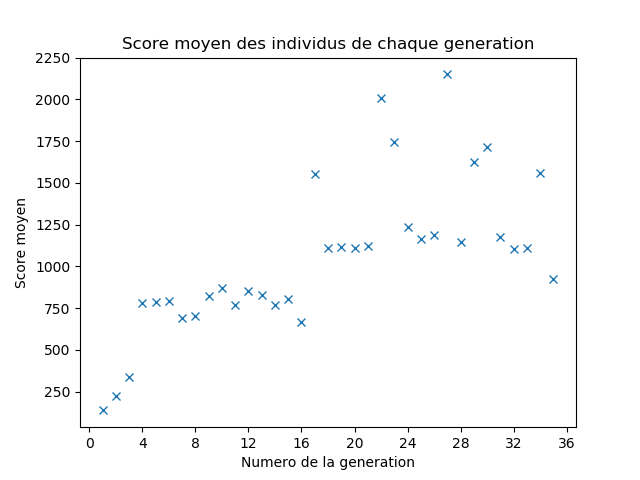 Score moyen des individus de chaque generation
2250
2000
1750
1500
1250
1000
750
500
250
Score moyen
0 4 8 12 16 20 24 28 32 36
Numero de la generation